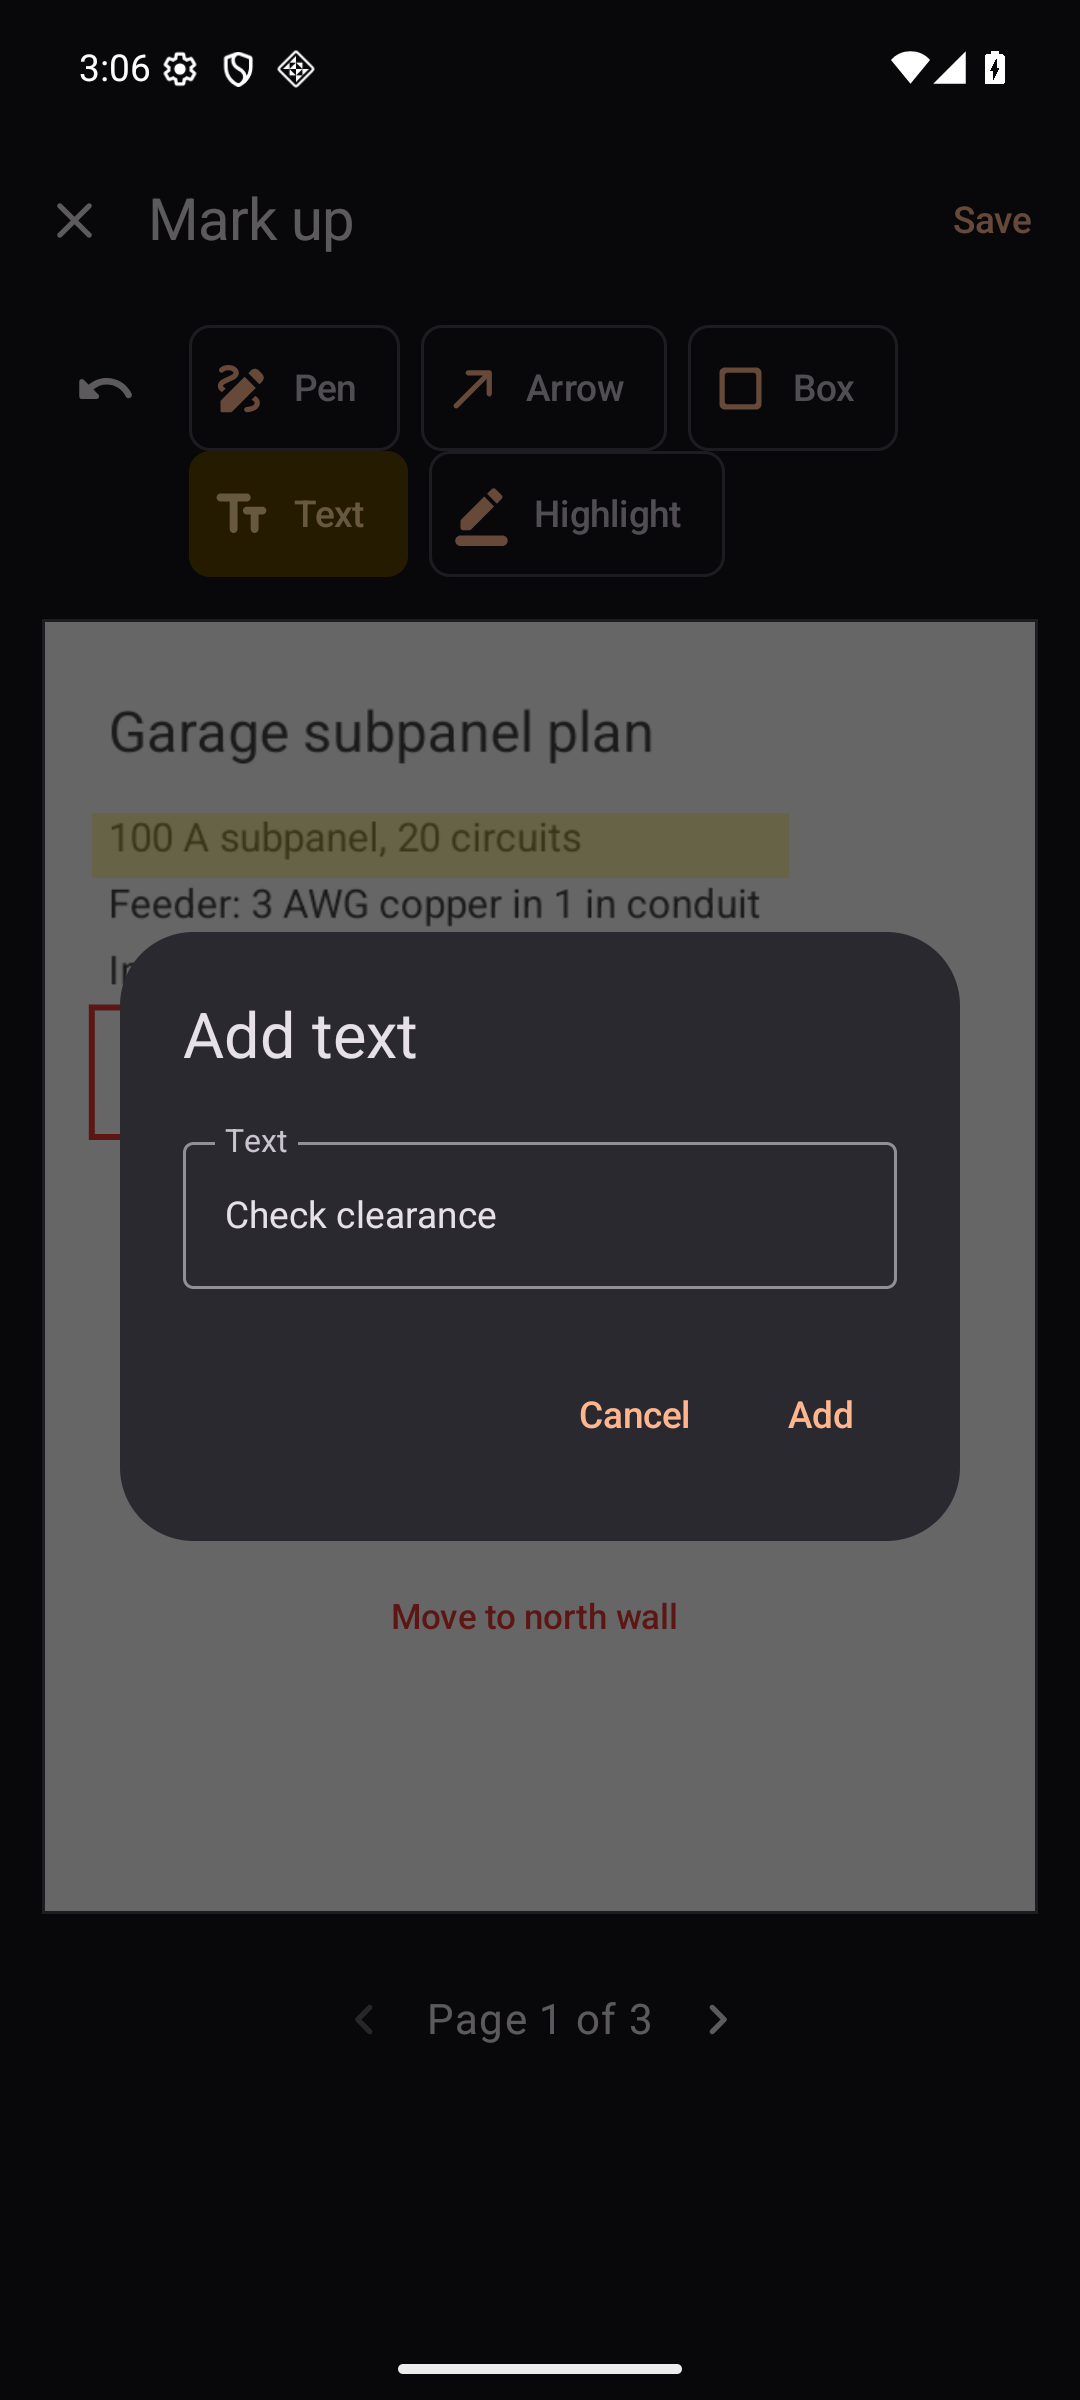 3:06
Mark up
Save
Pen
Arrow
Box
Text
Highlight
Garage subpanel plan
100 A subpanel, 20 circuits
Feeder: 3 AWG copper in 1 in conduit
Add text
Text
Check clearance
Cancel
Add
Move to north wall
Page 1 of 3